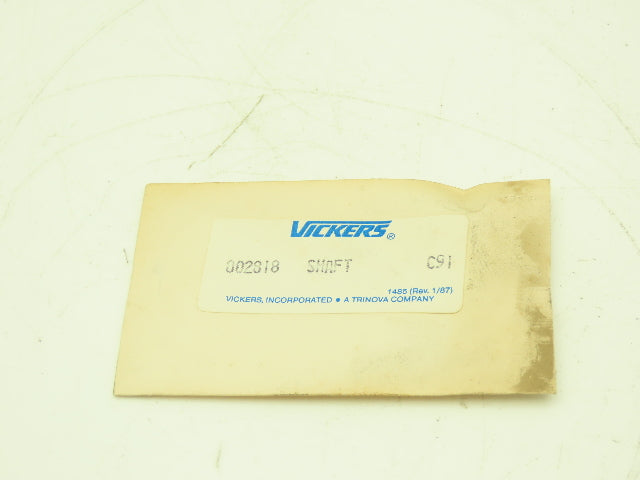 VICKERS®
002818 SHAFT C91
1485 (Rev. 1/87)
VICKERS, INCORPORATED ● A TRINOVA COMPANY